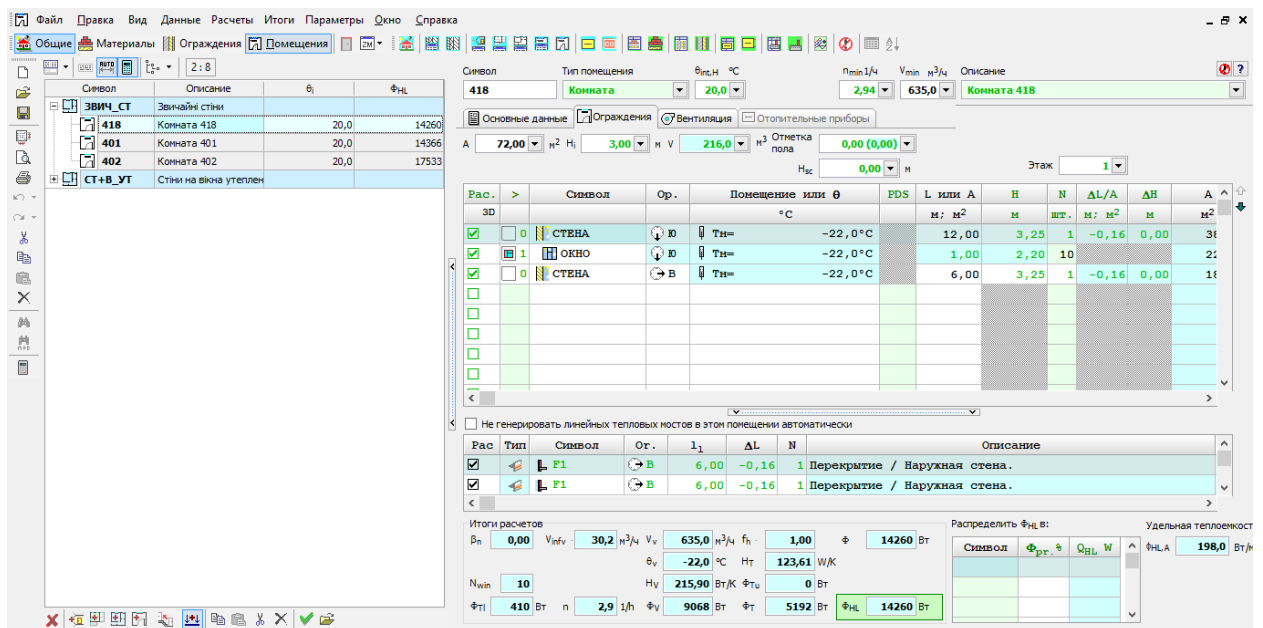 Файл Правка Вид Данные Расчеты Итоги Параметры Окно Справка
Общие Материалы Ограждения Помещения
2:8
Символ Описание θi ΦHL
ЗВИЧ_СТ Звичайні стіни
418 Комната 418 20,0 14260
401 Комната 401 20,0 14366
402 Комната 402 20,0 17533
СТ+В_УТ Стіни на вікна утеплен
Символ Тип помещения θint,H °C nmin 1/ч Vmin м³/ч Описание
418 Комната 20,0 2,94 635,0 Комната 418
Основные данные Ограждения Вентиляция Отопительные приборы
A 72,00 м² Hi 3,00 м V 216,0 м³ Отметка пола 0,00 (0,00)
Hsc 0,00 м Этаж 1
Рас. > Символ Ор. Помещение или θ PDS L или A H N ΔL/A ΔH A
3D °C м; м² м шт. м; м² м м²
0 СТЕНА Ю Тн= -22,0°C 12,00 3,25 1 -0,16 0,00 38
1 ОКНО Ю Тн= -22,0°C 1,00 2,20 10 22
0 СТЕНА В Тн= -22,0°C 6,00 3,25 1 -0,16 0,00 18
Не генерировать линейных тепловых мостов в этом помещении автоматически
Рас Тип Символ Or. l1 ΔL N Описание
F1 В 6,00 -0,16 1 Перекрытие / Наружная стена.
F1 В 6,00 -0,16 1 Перекрытие / Наружная стена.
Итоги расчетов Распределить ΦHL в: Удельная теплоемкост
βn 0,00 Vinfv 30,2 м³/ч Vv 635,0 м³/ч fh 1,00 Φ 14260 Вт
Символ Φpr. % QHL W ΦHL,A 198,0 Вт/м
θv -22,0 °C HT 123,61 W/K
Nwin 10 HV 215,90 Вт/K ΦTu 0 Вт
ΦTI 410 Вт n 2,9 1/h ΦV 9068 Вт ΦT 5192 Вт ΦHL 14260 Вт